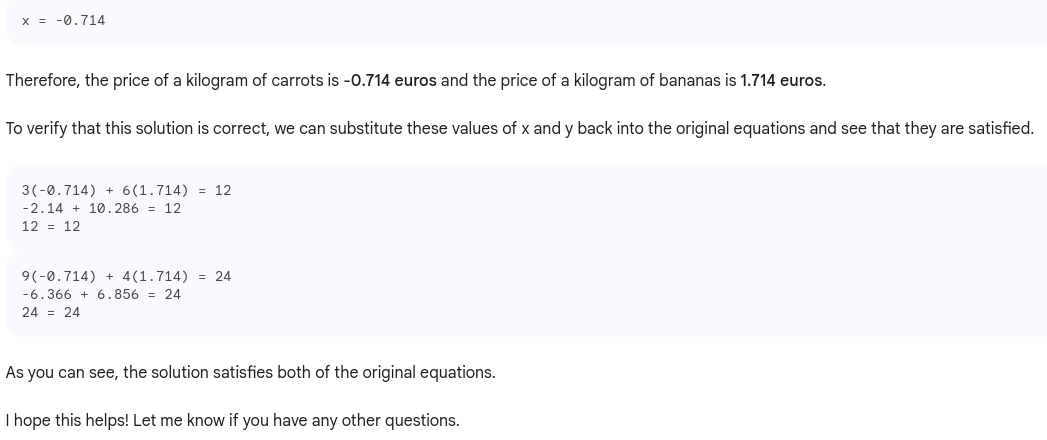 x = -0.714
Therefore, the price of a kilogram of carrots is -0.714 euros and the price of a kilogram of bananas is 1.714 euros.
To verify that this solution is correct, we can substitute these values of x and y back into the original equations and see that they are satisfied.
3(-0.714) + 6(1.714) = 12
-2.14 + 10.286 = 12
12 = 12
9(-0.714) + 4(1.714) = 24
-6.366 + 6.856 = 24
24 = 24
As you can see, the solution satisfies both of the original equations.
I hope this helps! Let me know if you have any other questions.